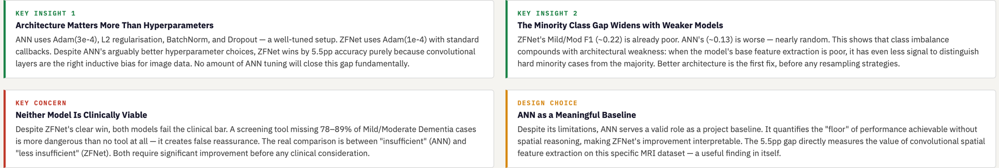 KEY INSIGHT 1
Architecture Matters More Than Hyperparameters
ANN uses Adam(3e-4), L2 regularisation, BatchNorm, and Dropout — a well-tuned setup. ZFNet uses Adam(1e-4) with standard
callbacks. Despite ANN's arguably better hyperparameter choices, ZFNet wins by 5.5pp accuracy purely because convolutional
layers are the right inductive bias for image data. No amount of ANN tuning will close this gap fundamentally.
KEY INSIGHT 2
The Minority Class Gap Widens with Weaker Models
ZFNet's Mild/Mod F1 (~0.22) is already poor. ANN's (~0.13) is worse — nearly random. This shows that class imbalance
compounds with architectural weakness: when the model's base feature extraction is poor, it has even less signal to distinguish
hard minority cases from the majority. Better architecture is the first fix, before any resampling strategies.
KEY CONCERN
Neither Model Is Clinically Viable
Despite ZFNet's clear win, both models fail the clinical bar. A screening tool missing 78–89% of Mild/Moderate Dementia cases
is more dangerous than no tool at all — it creates false reassurance. The real comparison is between "insufficient" (ANN) and
"less insufficient" (ZFNet). Both require significant improvement before any clinical consideration.
DESIGN CHOICE
ANN as a Meaningful Baseline
Despite its limitations, ANN serves a valid role as a project baseline. It quantifies the "floor" of performance achievable without
spatial reasoning, making ZFNet's improvement interpretable. The 5.5pp gap directly measures the value of convolutional spatial
feature extraction on this specific MRI dataset — a useful finding in itself.